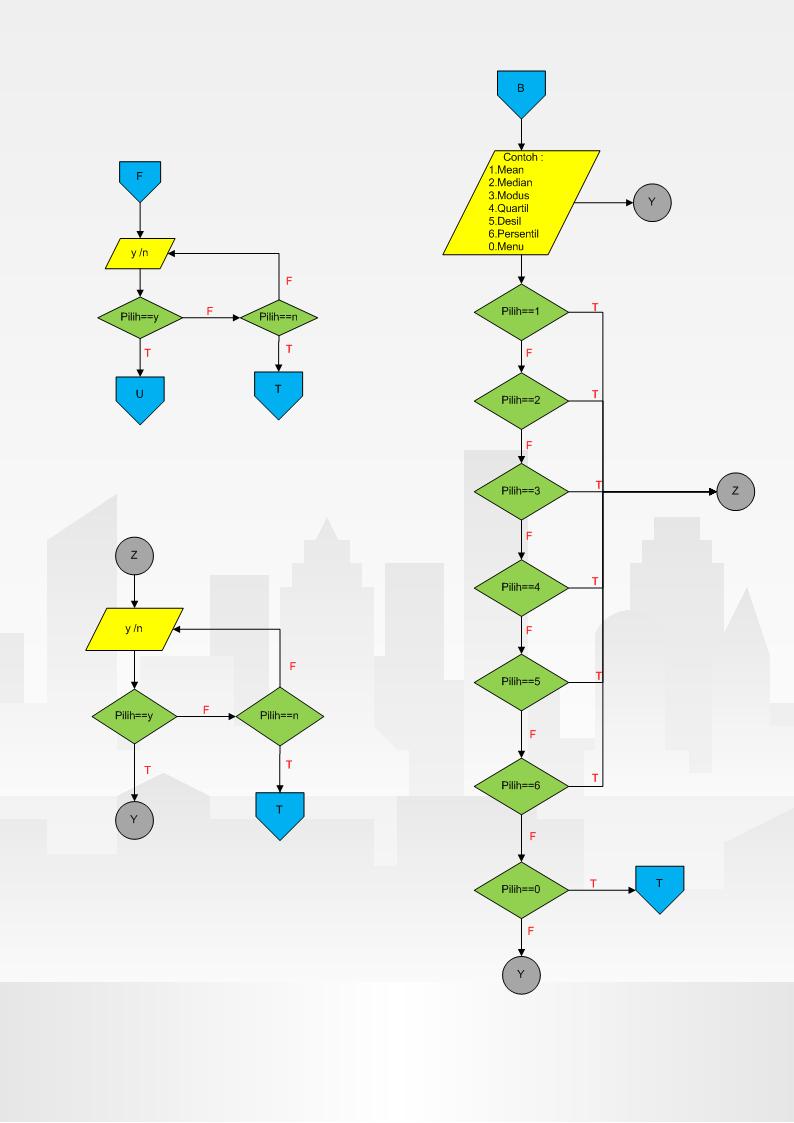 F
y /n
F
Pilih==y
F
Pilih==n
T
T
U
T
Z
y /n
F
Pilih==y
F
Pilih==n
T
T
Y
T
B
Contoh :
1.Mean
2.Median
3.Modus
4.Quartil
5.Desil
6.Persentil
0.Menu
Y
Pilih==1
T
F
Pilih==2
T
F
Pilih==3
T
Z
F
Pilih==4
T
F
Pilih==5
T
F
Pilih==6
T
F
Pilih==0
T
T
F
Y